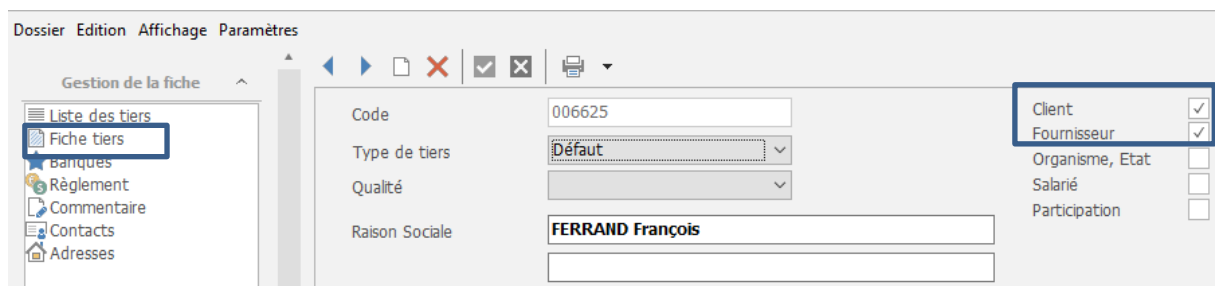 Dossier Edition Affichage Paramètres
Gestion de la fiche
Liste des tiers
Fiche tiers
Banques
Règlement
Commentaire
Contacts
Adresses
Code 006625
Type de tiers Défaut
Qualité
Raison Sociale FERRAND François
Client
Fournisseur
Organisme, Etat
Salarié
Participation